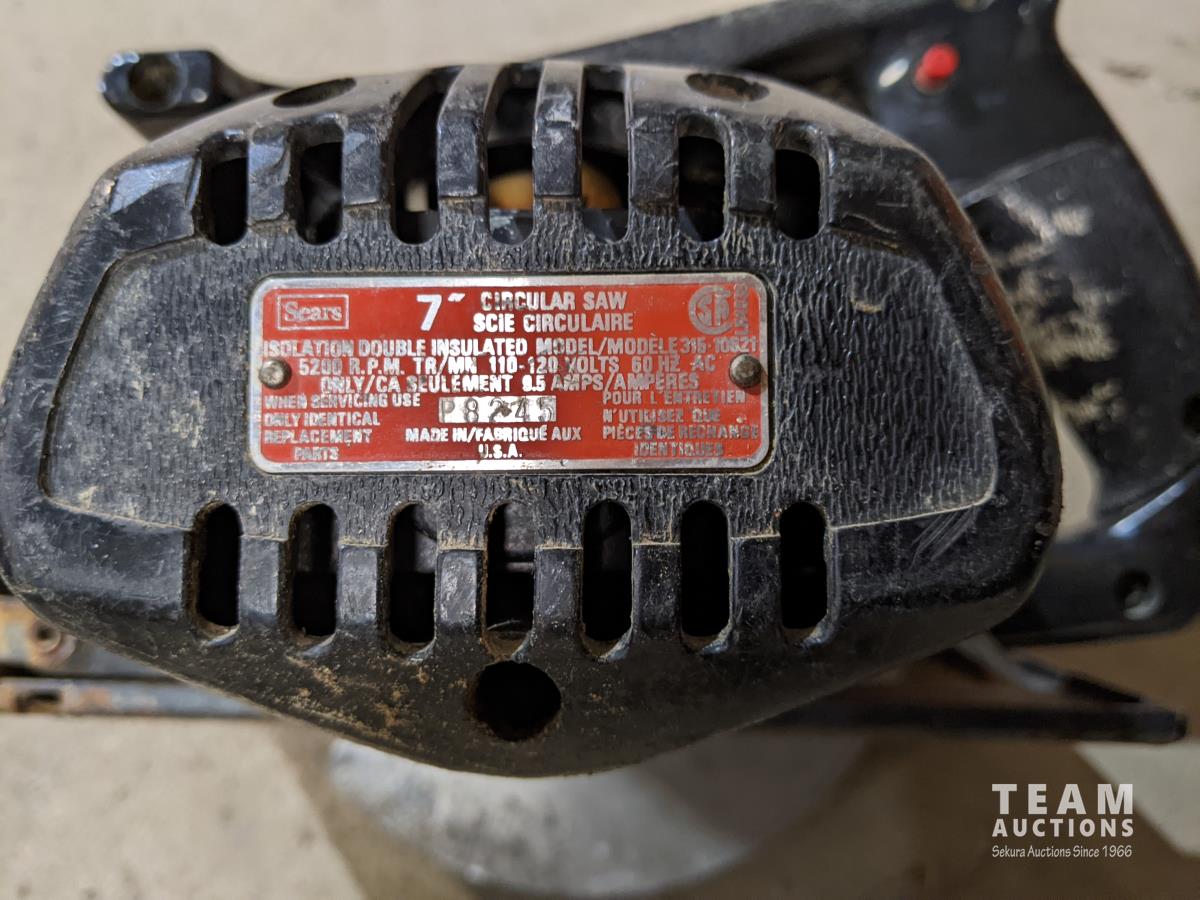 Sears
7" CIRCULAR SAW
SCIE CIRCULAIRE
ISOLATION DOUBLE INSULATED MODEL/MODÈLE 315·10621
5200 R.P.M. TR/MN 110-120 VOLTS 60 HZ AC
ONLY/CA SEULEMENT 9.5 AMPS/AMPÈRES
WHEN SERVICING USE
ONLY IDENTICAL
REPLACEMENT
PARTS
P8245
MADE IN/FABRIQUÉ AUX
U.S.A.
POUR L'ENTRETIEN
N'UTILISER QUE
PIÈCES DE RECHANGE
IDENTIQUES
TEAM
AUCTIONS
Sekura Auctions Since 1966